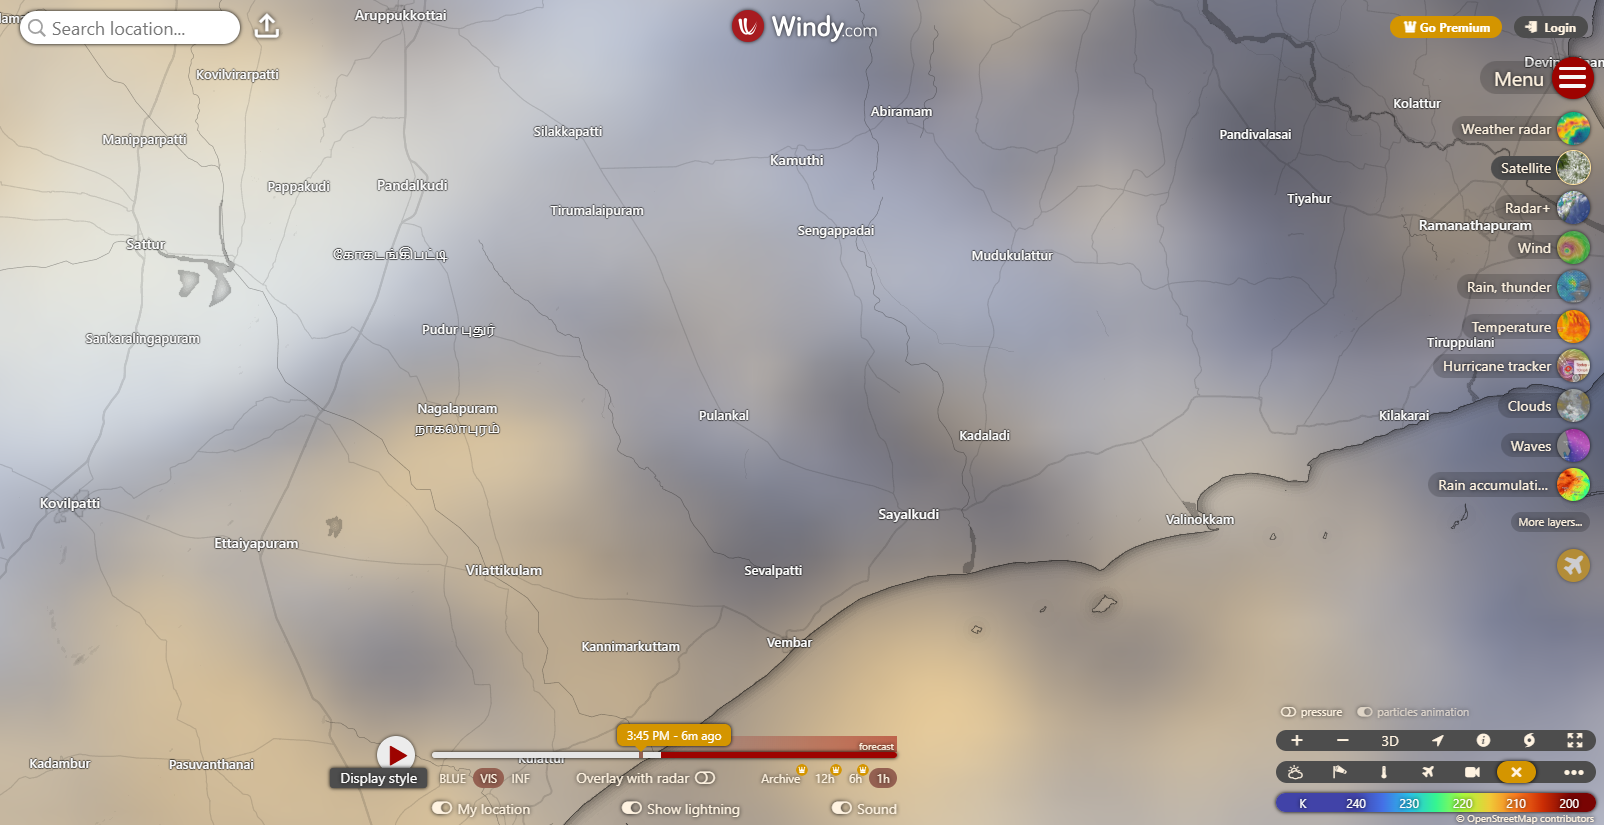 Search location...
Windy.com
Go Premium
Login
Menu
Weather radar
Satellite
Radar+
Wind
Rain, thunder
Temperature
Hurricane tracker
Clouds
Waves
Rain accumulati...
More layers...
Aruppukkottai
Kovilvirarpatti
Manipparpatti
Silakkapatti
Abiramam
Kolattur
Pandivalasai
Kamuthi
Pappakudi
Pandalkudi
Tirumalaipuram
Tiyahur
Ramanathapuram
Sengappadai
Sattur
கோகடங்கிபட்டி
Mudukulattur
Sankaralingapuram
Pudur புதூர்
Tiruppulani
Nagalapuram
நாகலாபுரம்
Pulankal
Kadaladi
Kilakarai
Kovilpatti
Sayalkudi
Valinokkam
Ettaiyapuram
Vilattikulam
Sevalpatti
Kannimarkuttam
Vembar
Kadambur
Pasuvanthanai
Kulattur
3:45 PM - 6m ago
forecast
Display style
BLUE VIS INF
Overlay with radar
Archive 12h 6h 1h
My location
Show lightning
Sound
pressure
particles animation
3D
K 240 230 220 210 200
© OpenStreetMap contributors